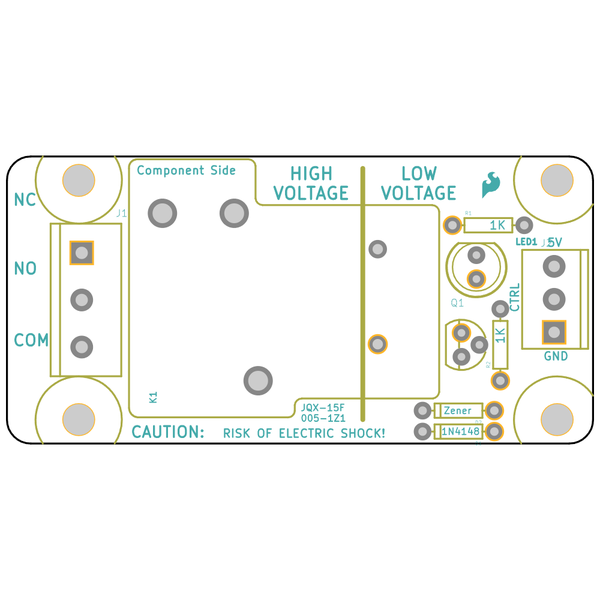 Component Side
HIGH
VOLTAGE
LOW
VOLTAGE
NC
J1
1K
LED1
5V
NO
CTRL
Q1
COM
1K
GND
K1
JQX-15F
005-1Z1
Zener
1N4148
CAUTION:
RISK OF ELECTRIC SHOCK!